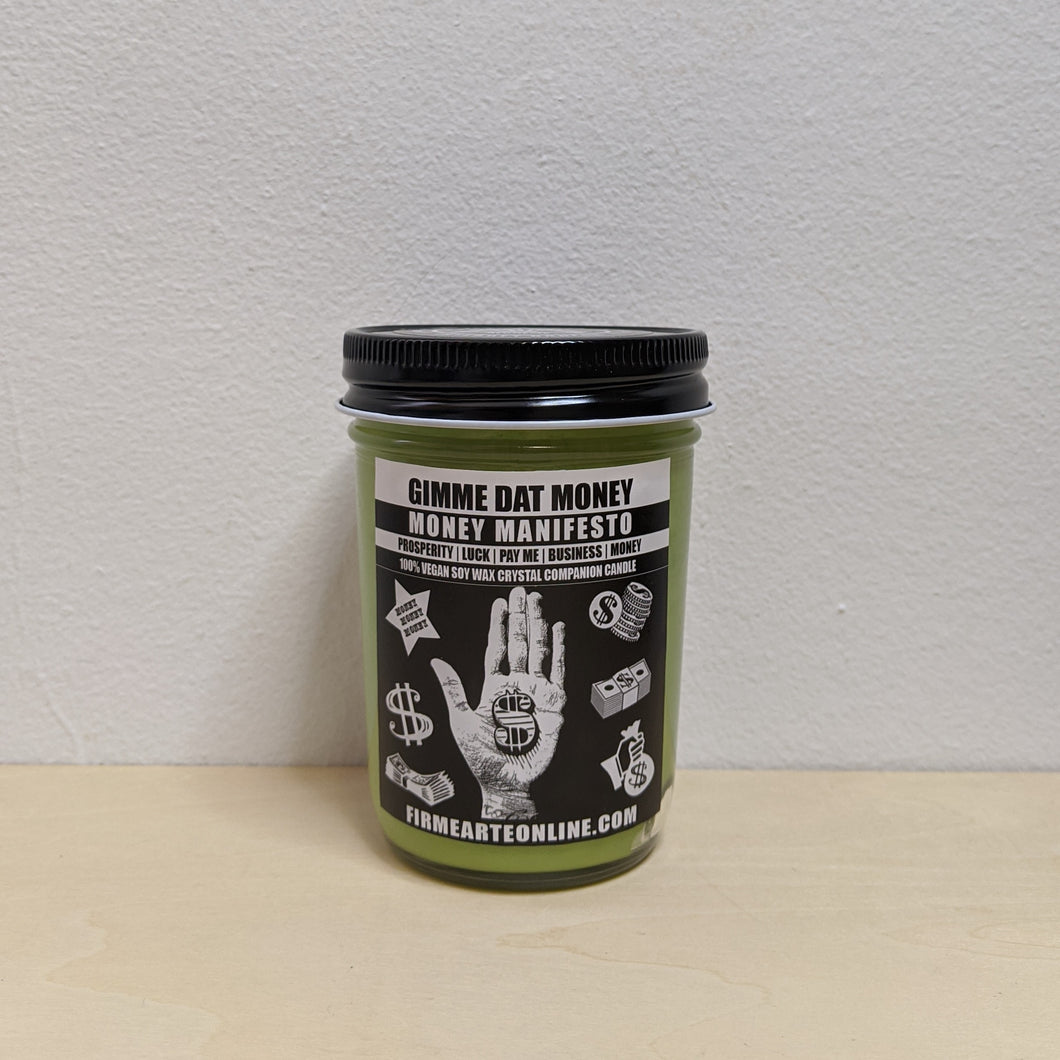 GIMME DAT MONEY
MONEY MANIFESTO
PROSPERITY | LUCK | PAY ME | BUSINESS | MONEY
100% VEGAN SOY WAX CRYSTAL COMPANION CANDLE
MONEY
MONEY
MONEY
$
$
$
$
$
FIRMEARTEONLINE.COM